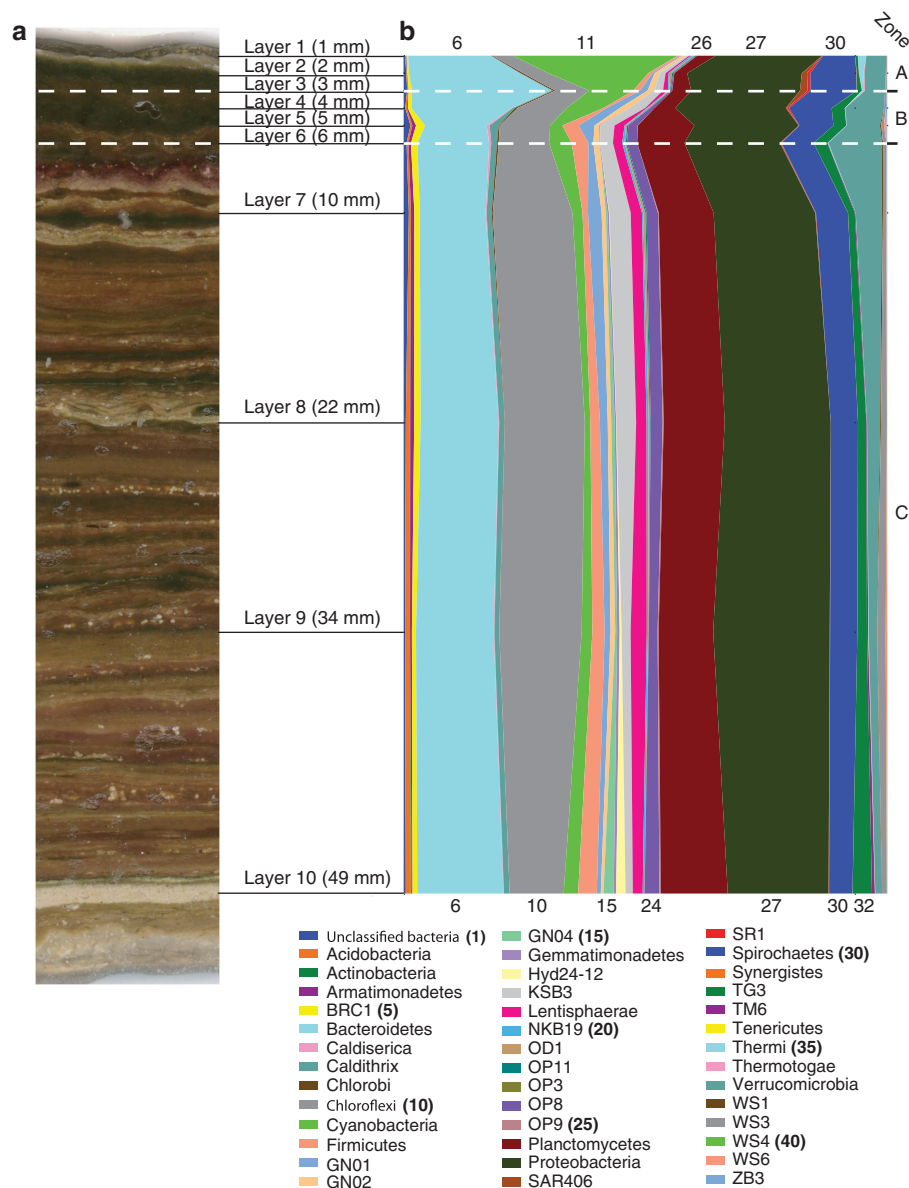 a
b
Zone
6 11 26 27 30
Layer 1 (1 mm)
Layer 2 (2 mm)
Layer 3 (3 mm)
Layer 4 (4 mm)
Layer 5 (5 mm)
Layer 6 (6 mm)
Layer 7 (10 mm)
Layer 8 (22 mm)
Layer 9 (34 mm)
Layer 10 (49 mm)
A
B
C
6 10 15 24 27 30 32
Unclassified bacteria (1)
Acidobacteria
Actinobacteria
Armatimonadetes
BRC1 (5)
Bacteroidetes
Caldiserica
Caldithrix
Chlorobi
Chloroflexi (10)
Cyanobacteria
Firmicutes
GN01
GN02
GN04 (15)
Gemmatimonadetes
Hyd24-12
KSB3
Lentisphaerae
NKB19 (20)
OD1
OP11
OP3
OP8
OP9 (25)
Planctomycetes
Proteobacteria
SAR406
SR1
Spirochaetes (30)
Synergistes
TG3
TM6
Tenericutes
Thermi (35)
Thermotogae
Verrucomicrobia
WS1
WS3
WS4 (40)
WS6
ZB3